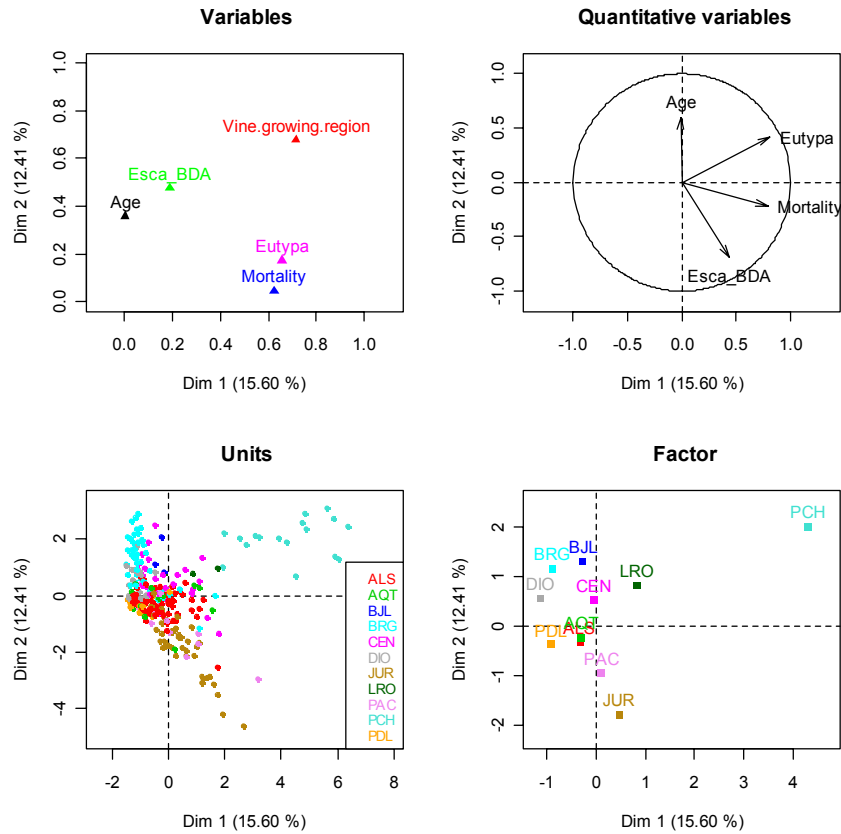 Variables
Dim 2 (12.41 %)
1.0
0.8
0.6
0.4
0.2
0.0
Vine.growing.region
Esca_BDA
Age
Eutypa
Mortality
0.0 0.2 0.4 0.6 0.8 1.0
Dim 1 (15.60 %)
Quantitative variables
Dim 2 (12.41 %)
1.0
0.5
0.0
-0.5
-1.0
Age
Eutypa
Mortality
Esca_BDA
-1.0 -0.5 0.0 0.5 1.0
Dim 1 (15.60 %)
Units
Dim 2 (12.41 %)
2
0
-2
-4
ALS
AQT
BJL
BRG
CEN
DIO
JUR
LRO
PAC
PCH
PDL
-2 0 2 4 6 8
Dim 1 (15.60 %)
Factor
Dim 2 (12.41 %)
2
1
0
-1
-2
PCH
BJL
BRG
LRO
DIO
CEN
AQT
PDL
ALS
PAC
JUR
-1 0 1 2 3 4
Dim 1 (15.60 %)